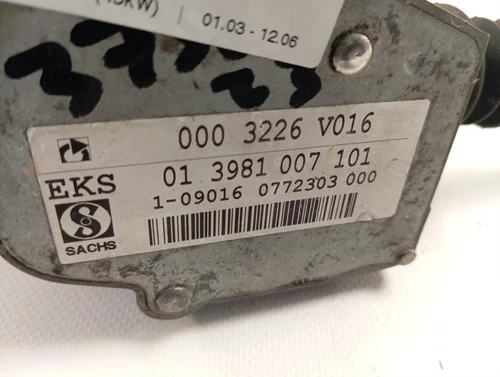 01.03 - 12.06
000 3226 V016
EKS
01 3981 007 101
1-09016 0772303 000
S
SACHS